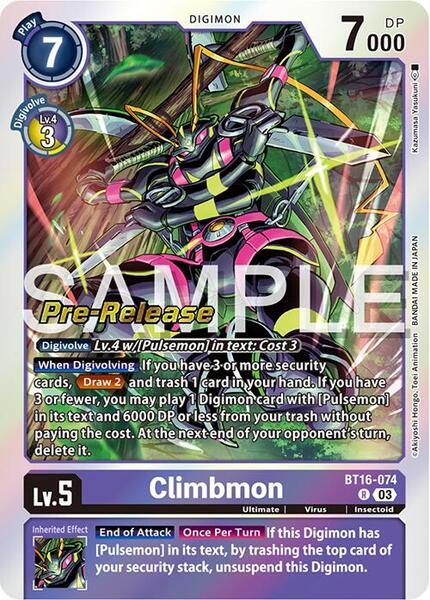 Play
7
DIGIMON
7000
DP
Digivolve
Lv.4
3
Kazumasa Yasukuni
SAMPLE
Pre-Release
Digivolve Lv.4 w/[Pulsemon] in text: Cost 3
When Digivolving If you have 3 or more security
cards, Draw 2 and trash 1 card in your hand. If you have
3 or fewer, you may play 1 Digimon card with [Pulsemon]
in its text and 6000 DP or less from your trash without
paying the cost. At the next end of your opponent's turn,
delete it.
©Akiyoshi Hongo, Toei Animation BANDAI MADE IN JAPAN
Lv.5
Climbmon
BT16-074
R 03
Ultimate | Virus | Insectoid
Inherited Effect
End of Attack Once Per Turn If this Digimon has
[Pulsemon] in its text, by trashing the top card of
your security stack, unsuspend this Digimon.